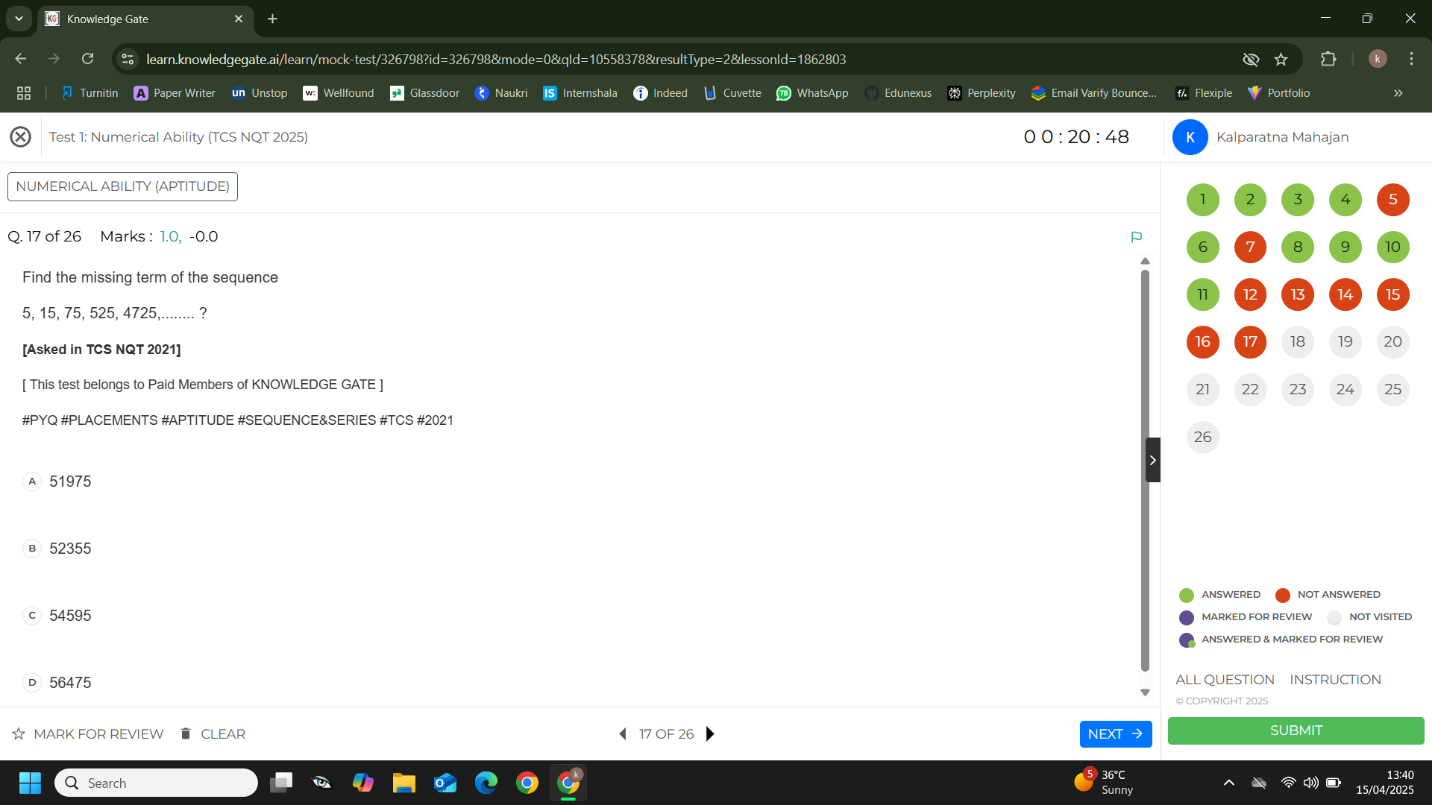 Knowledge Gate
learn.knowledgegate.ai/learn/mock-test/326798?id=326798&mode=0&qId=10558378&resultType=2&lessonId=1862803
k
Turnitin
Paper Writer
Unstop
Wellfound
Glassdoor
Naukri
Internshala
Indeed
Cuvette
WhatsApp
Edunexus
Perplexity
Email Varify Bounce...
Flexiple
Portfolio
Test 1: Numerical Ability (TCS NQT 2025)
0 0 : 20 : 48
K Kalparatna Mahajan
NUMERICAL ABILITY (APTITUDE)
Q. 17 of 26 Marks : 1.0, -0.0
Find the missing term of the sequence
5, 15, 75, 525, 4725,........ ?
[Asked in TCS NQT 2021]
[ This test belongs to Paid Members of KNOWLEDGE GATE ]
#PYQ #PLACEMENTS #APTITUDE #SEQUENCE&SERIES #TCS #2021
A 51975
B 52355
C 54595
D 56475
MARK FOR REVIEW
CLEAR
17 OF 26
NEXT
1 2 3 4 5
6 7 8 9 10
11 12 13 14 15
16 17 18 19 20
21 22 23 24 25
26
ANSWERED NOT ANSWERED
MARKED FOR REVIEW NOT VISITED
ANSWERED & MARKED FOR REVIEW
ALL QUESTION INSTRUCTION
© COPYRIGHT 2025
SUBMIT
Search
5
36°C
Sunny
13:40
15/04/2025